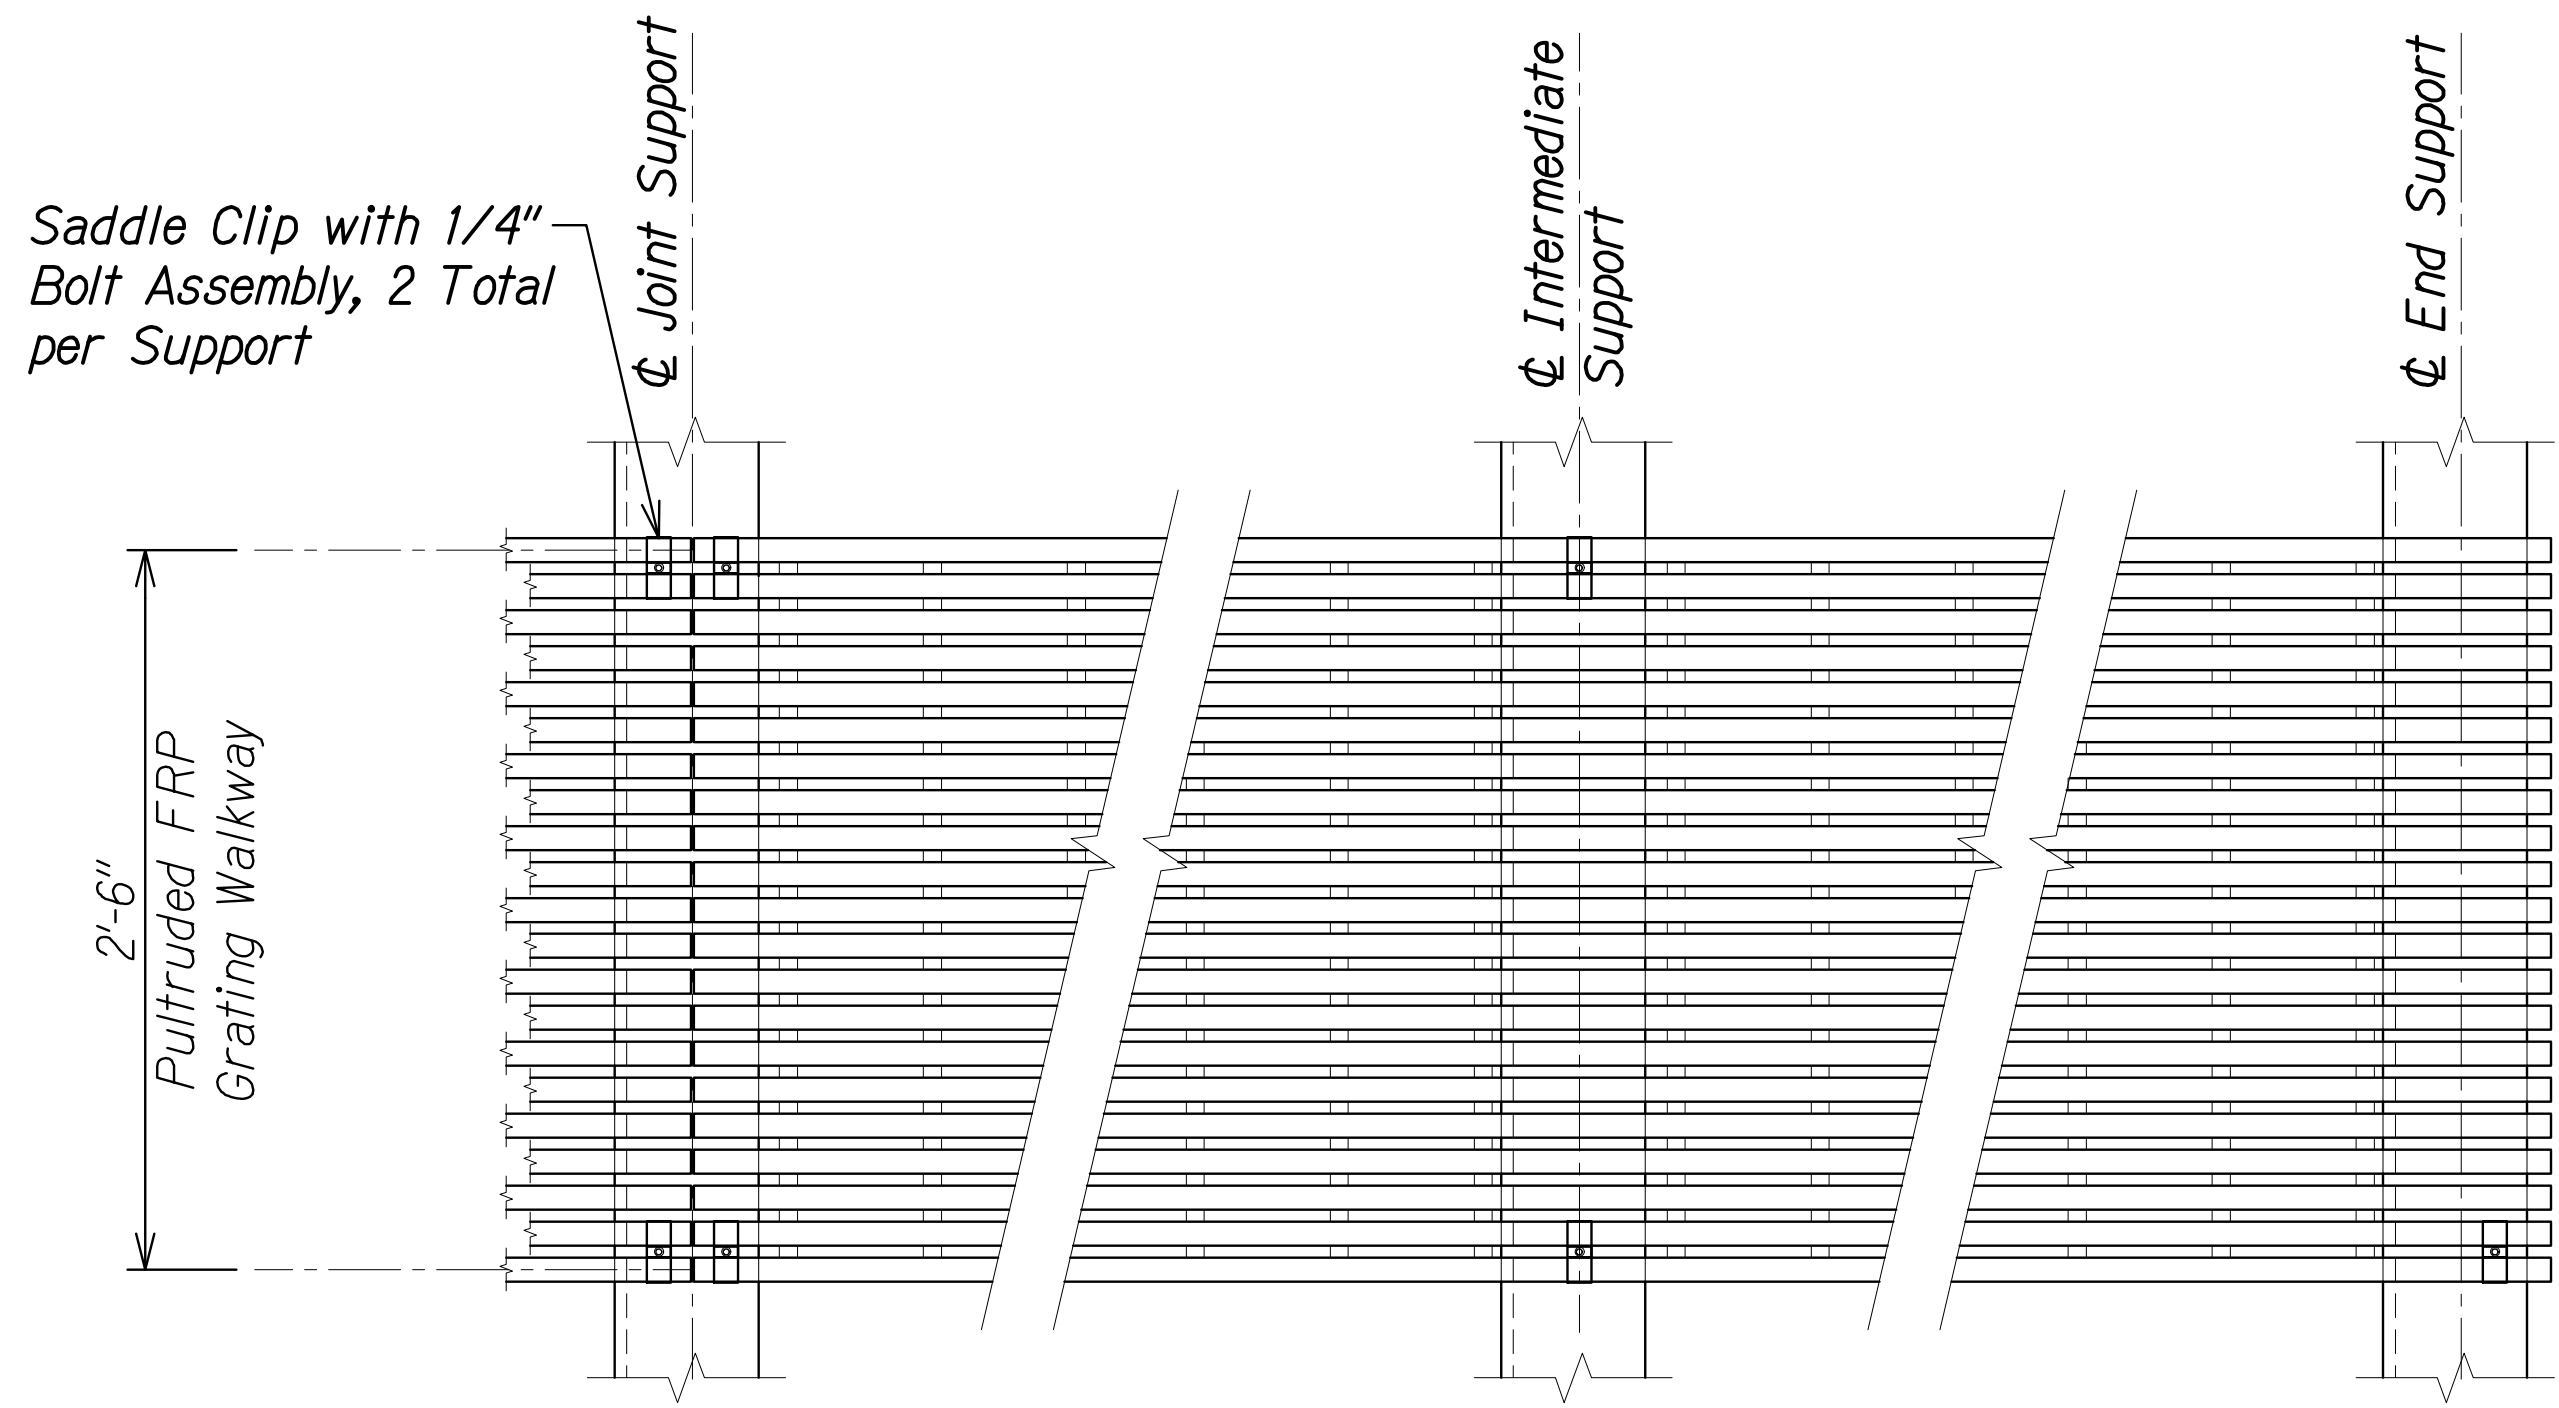 Saddle Clip with 1/4"
Bolt Assembly, 2 Total
per Support
℄ Joint Support
℄ Intermediate
Support
℄ End Support
2'-6"
Pultruded FRP
Grating Walkway